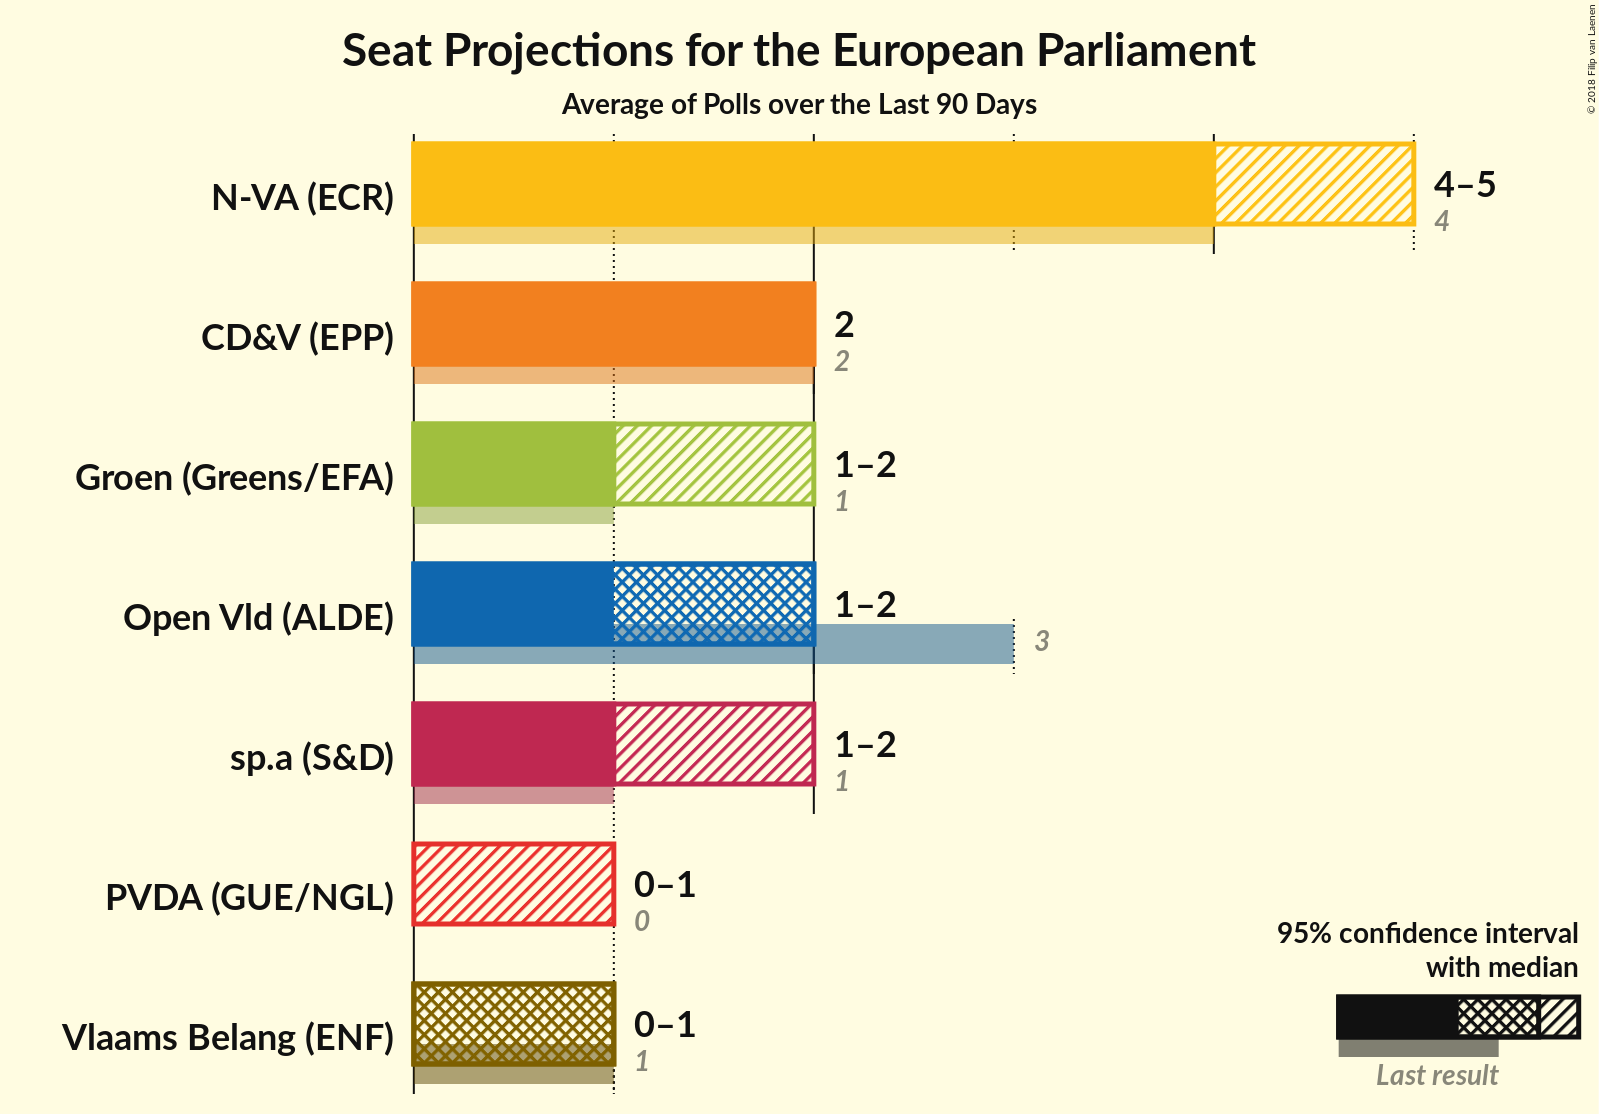 Seat Projections for the European Parliament
Average of Polls over the Last 90 Days
© 2018 Filip van Laenen
N-VA (ECR)
4–5
4
CD&V (EPP)
2
2
Groen (Greens/EFA)
1–2
1
Open Vld (ALDE)
1–2
3
sp.a (S&D)
1–2
1
PVDA (GUE/NGL)
0–1
0
Vlaams Belang (ENF)
0–1
1
95% confidence interval
with median
Last result